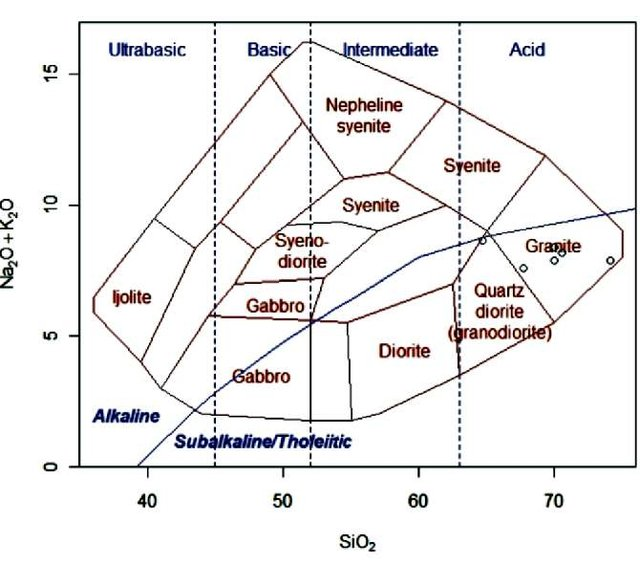 Ultrabasic Basic Intermediate Acid
Nepheline
syenite
Syenite
Syenite
Syeno-
diorite
Granite
Ijolite
Gabbro
Quartz
diorite
(granodiorite)
Diorite
Gabbro
Alkaline
Subalkaline/Tholeiitic
Na₂O + K₂O
0
5
10
15
40 50 60 70
SiO₂